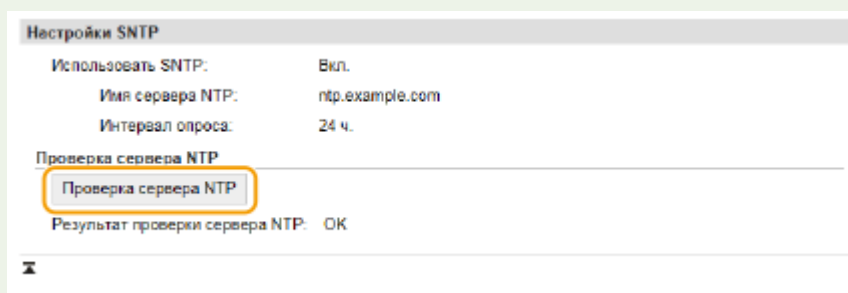 Настройки SNTP
Использовать SNTP: Вкл.
Имя сервера NTP: ntp.example.com
Интервал опроса: 24 ч.
Проверка сервера NTP
Проверка сервера NTP
Результат проверки сервера NTP: OK